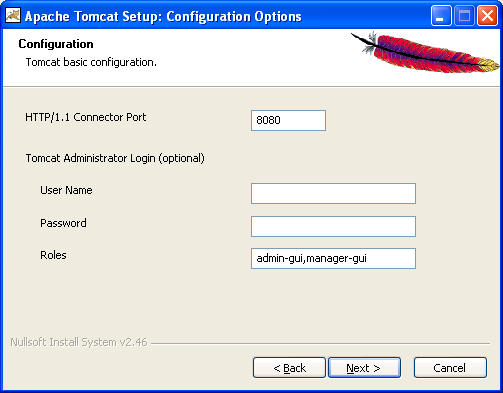 Apache Tomcat Setup: Configuration Options
Configuration
Tomcat basic configuration.
HTTP/1.1 Connector Port
8080
Tomcat Administrator Login (optional)
User Name
Password
Roles
admin-gui,manager-gui
Nullsoft Install System v2.46
< Back
Next >
Cancel